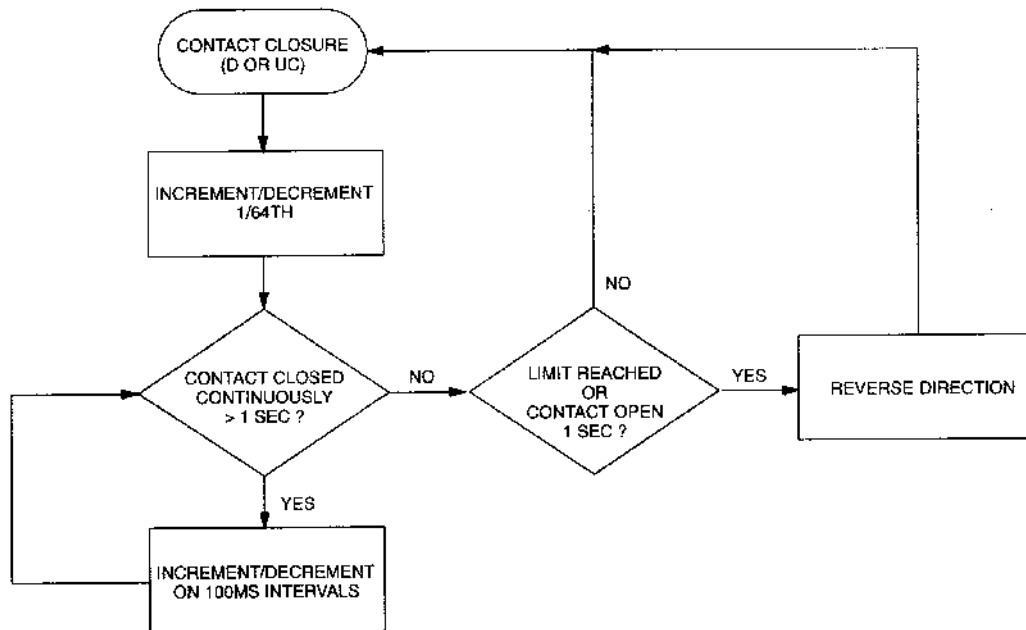 CONTACT CLOSURE
(D OR UC)
INCREMENT/DECREMENT
1/64TH
NO
CONTACT CLOSED
CONTINUOUSLY
> 1 SEC ?
NO
LIMIT REACHED
OR
CONTACT OPEN
1 SEC ?
YES
REVERSE DIRECTION
YES
INCREMENT/DECREMENT
ON 100MS INTERVALS